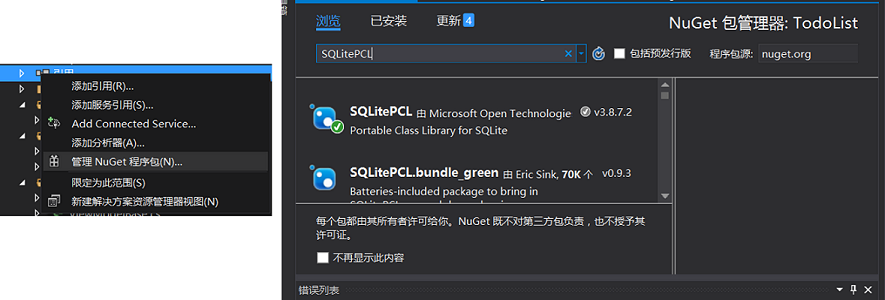 引用
添加引用(R)...
添加服务引用(S)...
Add Connected Service...
添加分析器(A)...
管理 NuGet 程序包(N)...
限定为此范围(S)
新建解决方案资源管理器视图(N)
浏览 已安装 更新 4
NuGet 包管理器: TodoList
SQLitePCL
包括预发行版 程序包源: nuget.org
SQLitePCL 由 Microsoft Open Technologie v3.8.7.2
Portable Class Library for SQLite
SQLitePCL.bundle_green 由 Eric Sink, 70K 个 v0.9.3
Batteries-included package to bring in
每个包都由其所有者许可给你。NuGet 既不对第三方包负责，也不授予其
许可证。
不再显示此内容
错误列表